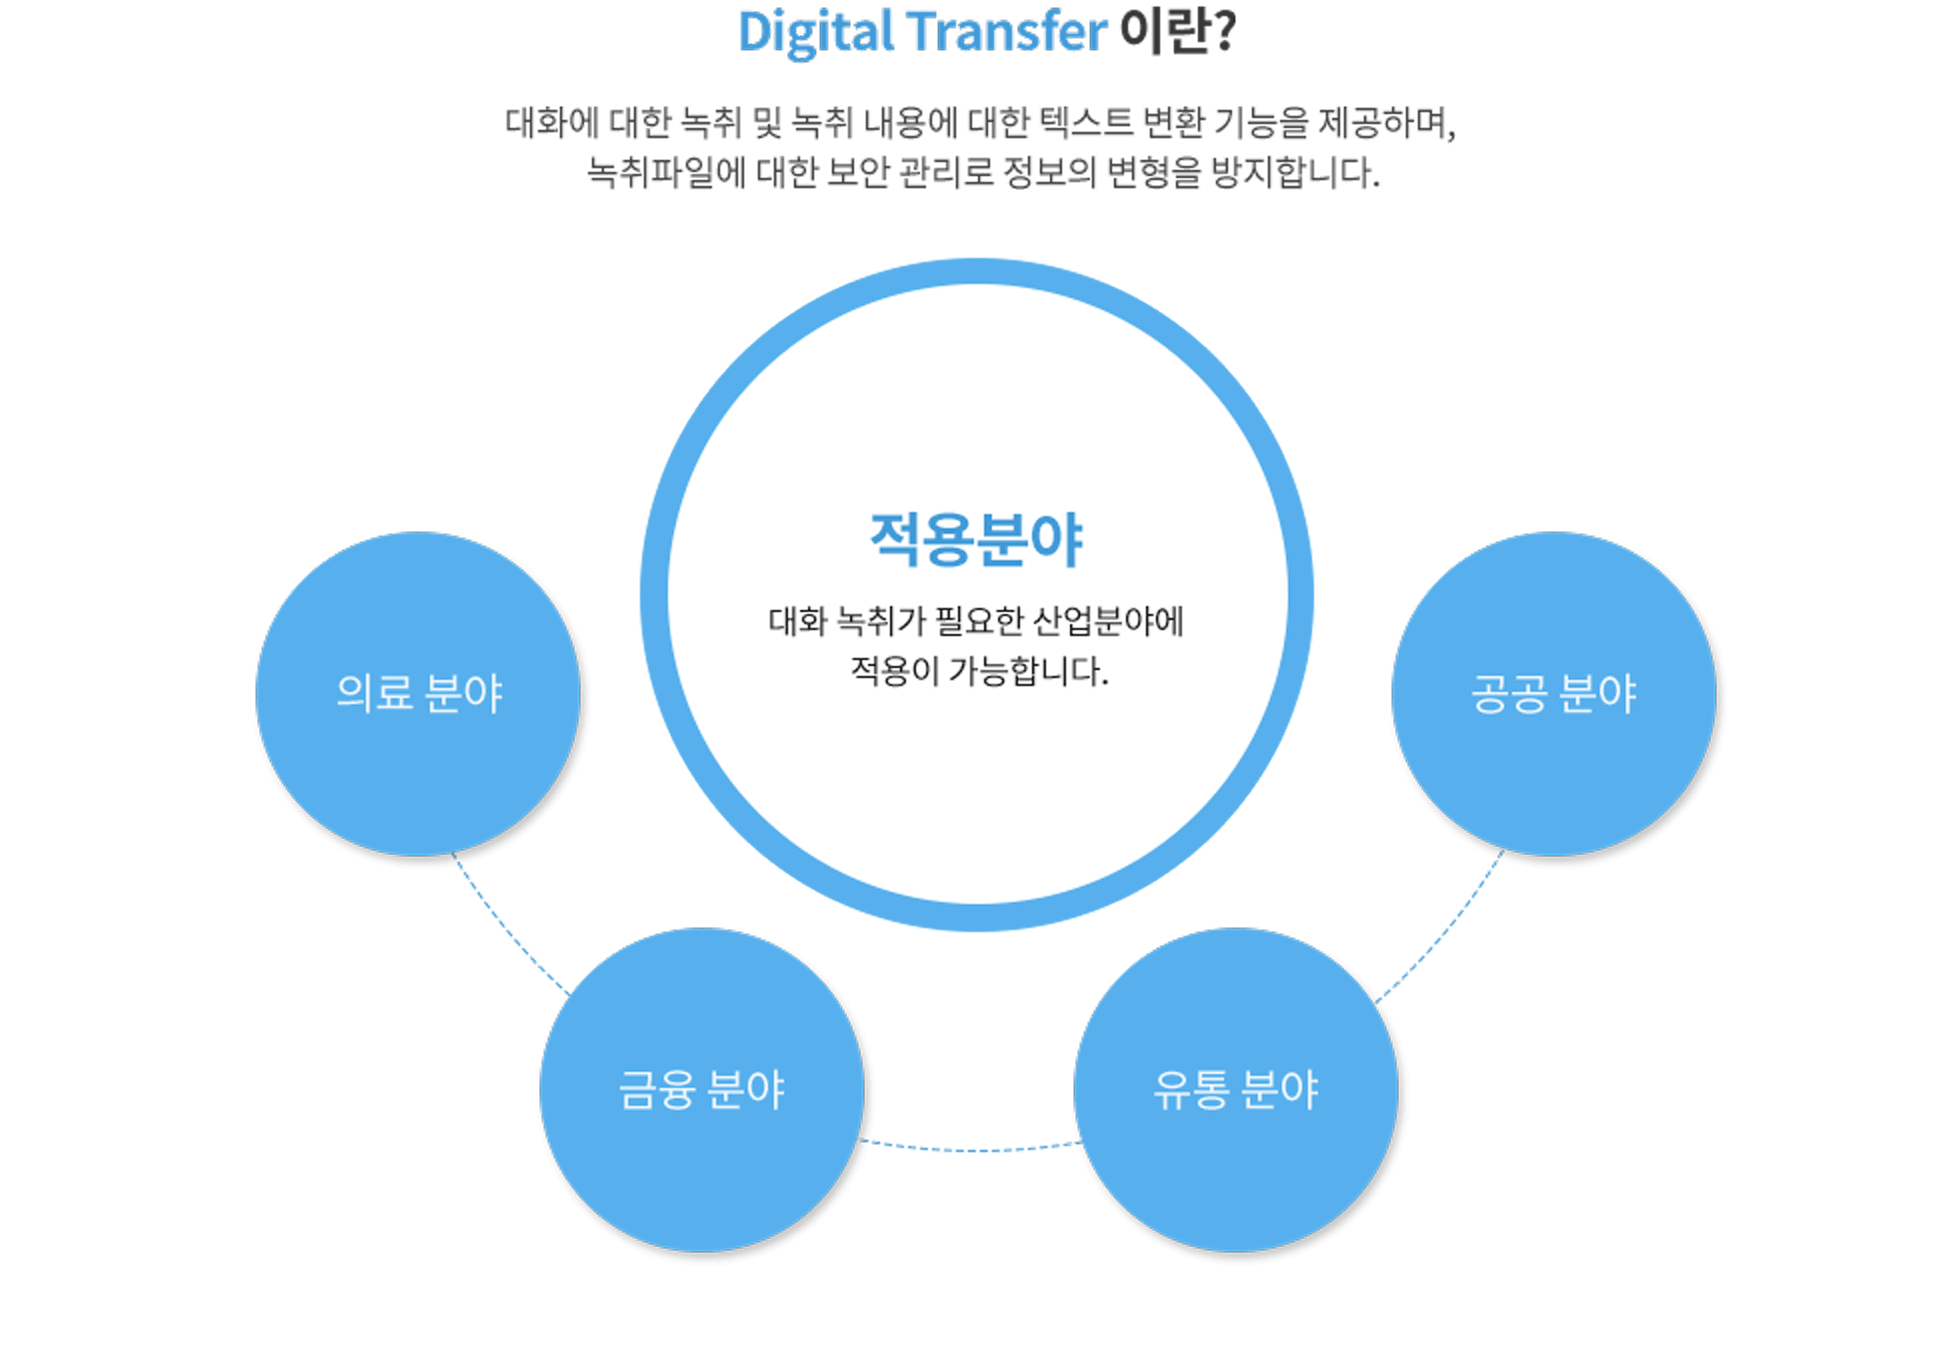 Digital Transfer 이란?
대화에 대한 녹취 및 녹취 내용에 대한 텍스트 변환 기능을 제공하며,
녹취파일에 대한 보안 관리로 정보의 변형을 방지합니다.
적용분야
대화 녹취가 필요한 산업분야에
적용이 가능합니다.
의료 분야
공공 분야
금융 분야
유통 분야